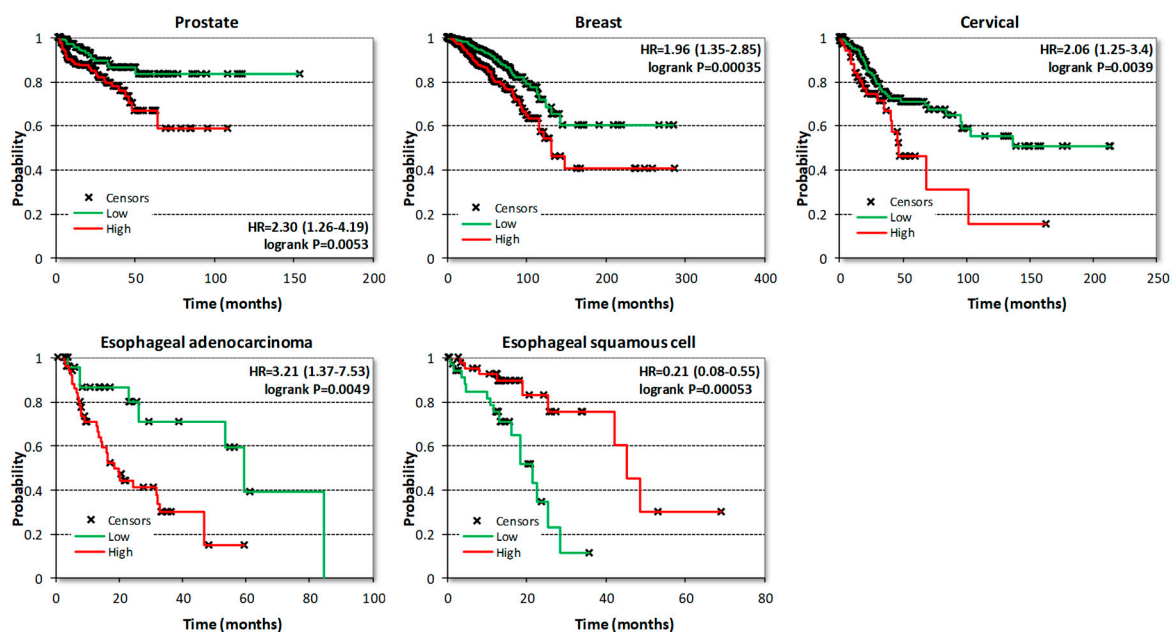 Prostate
1
0.8
0.6
0.4
0.2
0
Probability
Censors
Low
High
HR=2.30 (1.26-4.19)
logrank P=0.0053
0 50 100 150 200
Time (months)
Breast
HR=1.96 (1.35-2.85)
logrank P=0.00035
1
0.8
0.6
0.4
0.2
0
Probability
Censors
Low
High
0 100 200 300 400
Time (months)
Cervical
HR=2.06 (1.25-3.4)
logrank P=0.0039
1
0.8
0.6
0.4
0.2
0
Probability
Censors
Low
High
0 50 100 150 200 250
Time (months)
Esophageal adenocarcinoma
HR=3.21 (1.37-7.53)
logrank P=0.0049
1
0.8
0.6
0.4
0.2
0
Probability
Censors
Low
High
0 20 40 60 80 100
Time (months)
Esophageal squamous cell
HR=0.21 (0.08-0.55)
logrank P=0.00053
1
0.8
0.6
0.4
0.2
0
Probability
Censors
Low
High
0 20 40 60 80
Time (months)